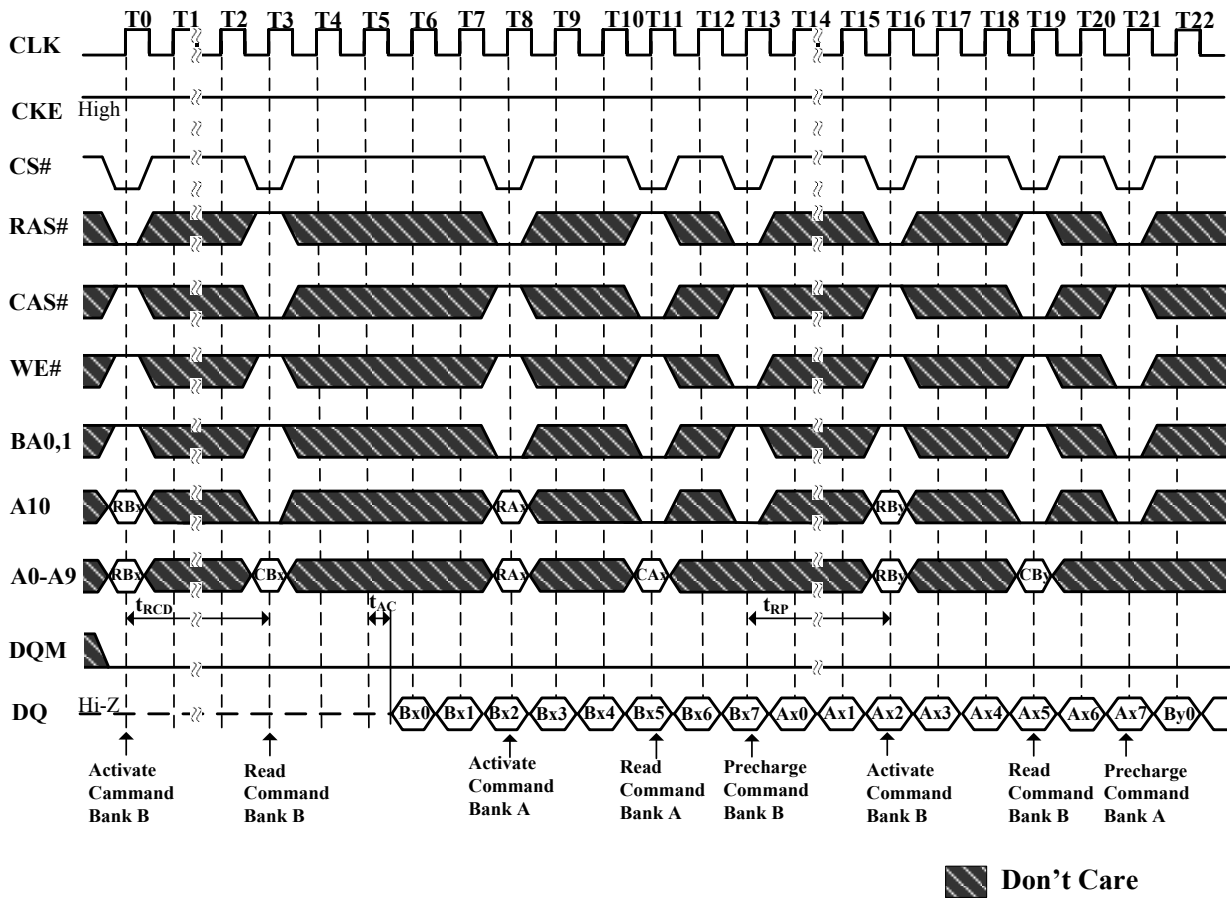 T0 T1 T2 T3 T4 T5 T6 T7 T8 T9 T10 T11 T12 T13 T14 T15 T16 T17 T18 T19 T20 T21 T22
CLK
CKE High
CS#
RAS#
CAS#
WE#
BA0,1
A10 RBx RAx RBy
A0-A9 RBx CBx RAx CAx RBy CBy
tRCD tAC tRP
DQM
DQ Hi-Z Bx0 Bx1 Bx2 Bx3 Bx4 Bx5 Bx6 Bx7 Ax0 Ax1 Ax2 Ax3 Ax4 Ax5 Ax6 Ax7 By0
Activate
Cammand
Bank B
Read
Command
Bank B
Activate
Command
Bank A
Read
Command
Bank A
Precharge
Command
Bank B
Activate
Command
Bank B
Read
Command
Bank B
Precharge
Command
Bank A
Don't Care